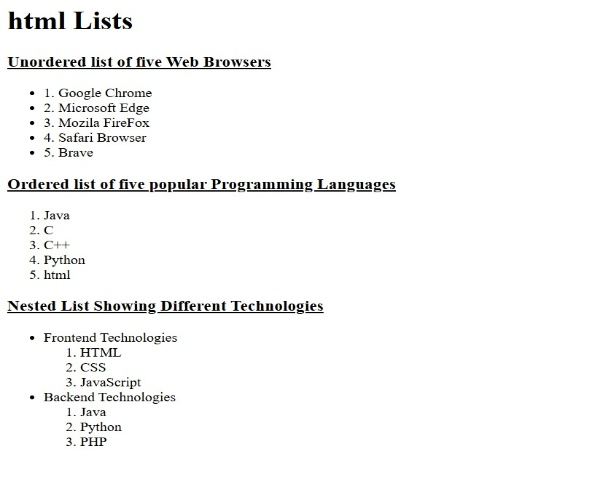 html Lists
Unordered list of five Web Browsers
• 1. Google Chrome
• 2. Microsoft Edge
• 3. Mozila FireFox
• 4. Safari Browser
• 5. Brave
Ordered list of five popular Programming Languages
1. Java
2. C
3. C++
4. Python
5. html
Nested List Showing Different Technologies
• Frontend Technologies
1. HTML
2. CSS
3. JavaScript
• Backend Technologies
1. Java
2. Python
3. PHP